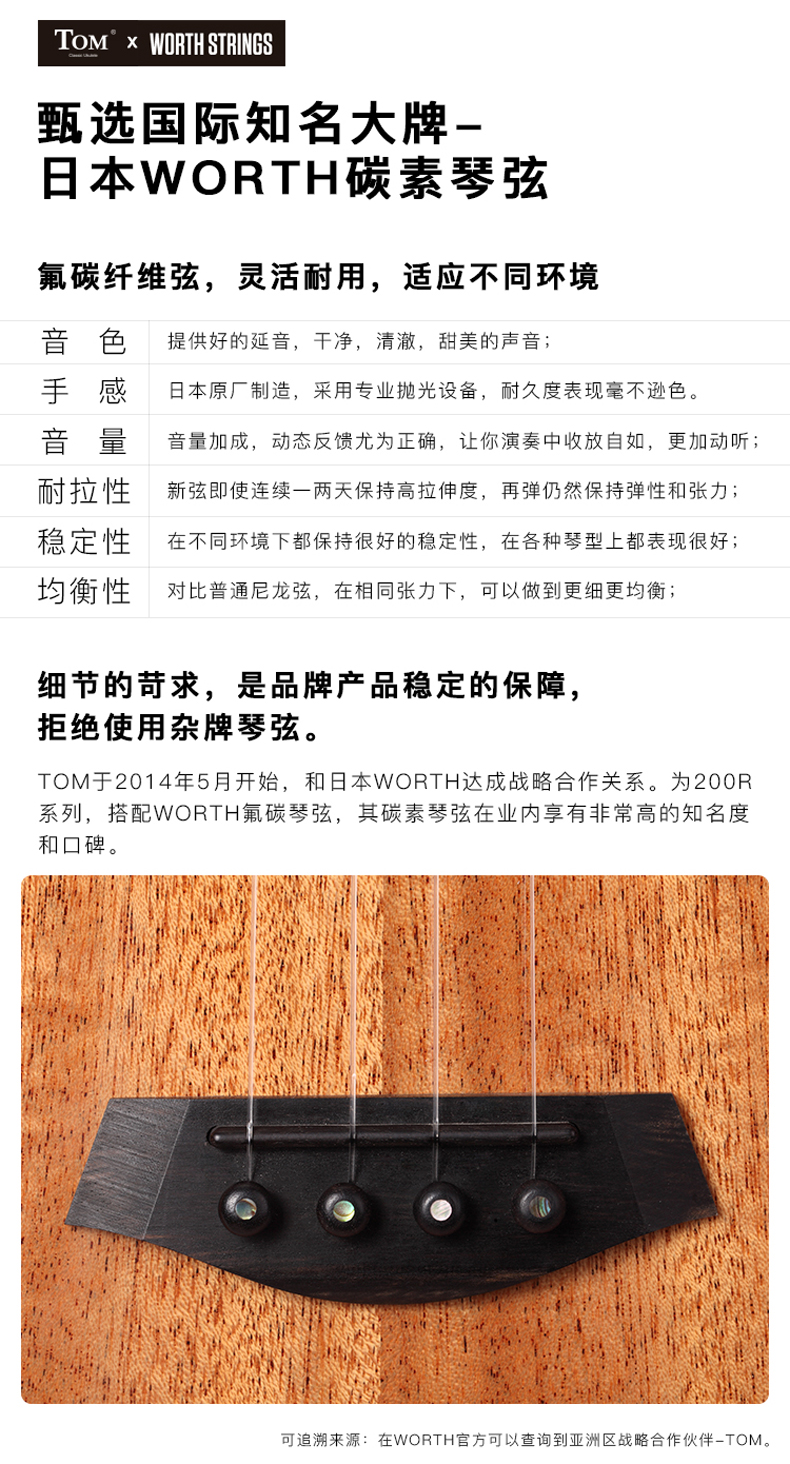 TOM® x WORTH STRINGS
Classic Ukulele
甄选国际知名大牌-
日本WORTH碳素琴弦
氟碳纤维弦，灵活耐用，适应不同环境
音 色 提供好的延音，干净，清澈，甜美的声音；
手 感 日本原厂制造，采用专业抛光设备，耐久度表现毫不逊色。
音 量 音量加成，动态反馈尤为正确，让你演奏中收放自如，更加动听；
耐拉性 新弦即使连续一两天保持高拉伸度，再弹仍然保持弹性和张力；
稳定性 在不同环境下都保持很好的稳定性，在各种琴型上都表现很好；
均衡性 对比普通尼龙弦，在相同张力下，可以做到更细更均衡；
细节的苛求，是品牌产品稳定的保障，
拒绝使用杂牌琴弦。
TOM于2014年5月开始，和日本WORTH达成战略合作关系。为200R
系列，搭配WORTH氟碳琴弦，其碳素琴弦在业内享有非常高的知名度
和口碑。
可追溯来源：在WORTH官方可以查询到亚洲区战略合作伙伴-TOM。